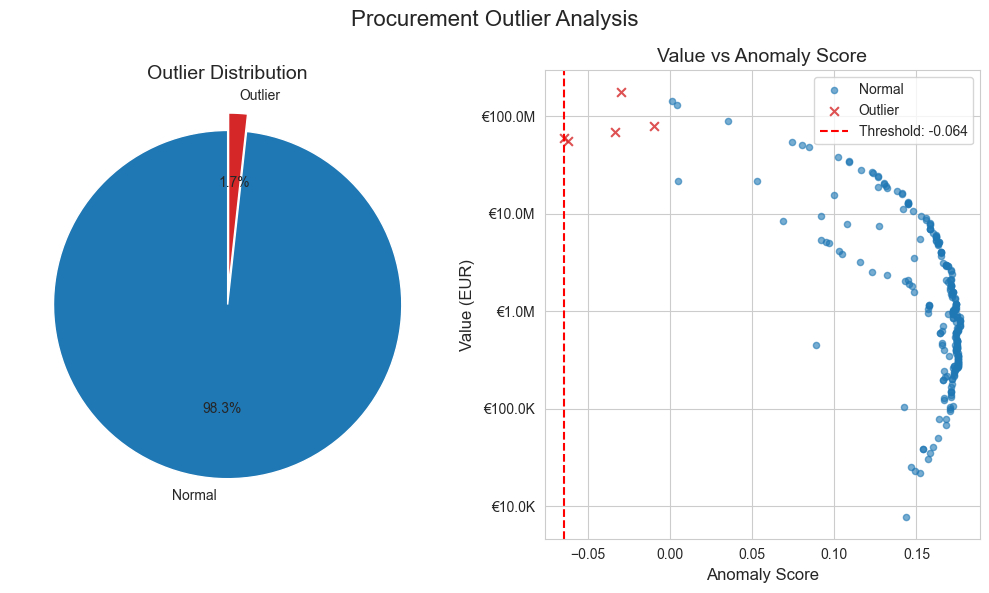 Procurement Outlier Analysis
Outlier Distribution
Outlier
1.7%
98.3%
Normal
Value vs Anomaly Score
Normal
Outlier
Threshold: -0.064
€100.0M
€10.0M
€1.0M
€100.0K
€10.0K
Value (EUR)
−0.05
0.00
0.05
0.10
0.15
Anomaly Score